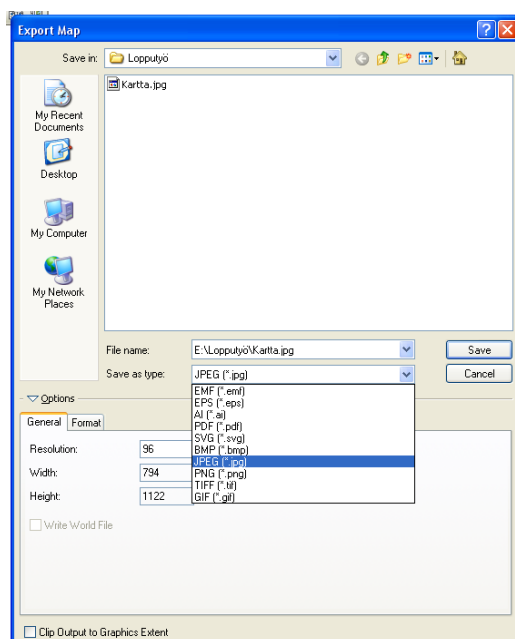 Export Map
Save in:
Lopputyö
Kartta.jpg
My Recent
Documents
Desktop
My Computer
My Network
Places
File name:
E:\Lopputyö\Kartta.jpg
Save
Save as type:
JPEG (*.jpg)
Cancel
EMF (*.emf)
EPS (*.eps)
AI (*.ai)
PDF (*.pdf)
SVG (*.svg)
BMP (*.bmp)
JPEG (*.jpg)
PNG (*.png)
TIFF (*.tif)
GIF (*.gif)
Options
General Format
Resolution: 96
Width: 794
Height: 1122
Write World File
Clip Output to Graphics Extent